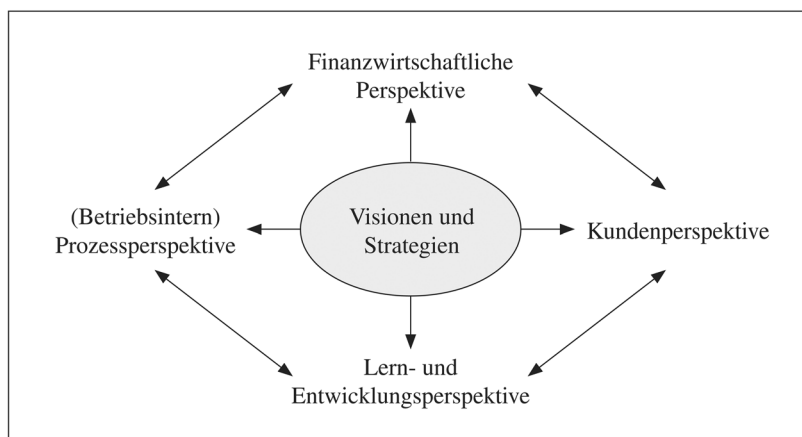 Finanzwirtschaftliche
Perspektive
(Betriebsintern)
Prozessperspektive
Visionen und
Strategien
Kundenperspektive
Lern- und
Entwicklungsperspektive